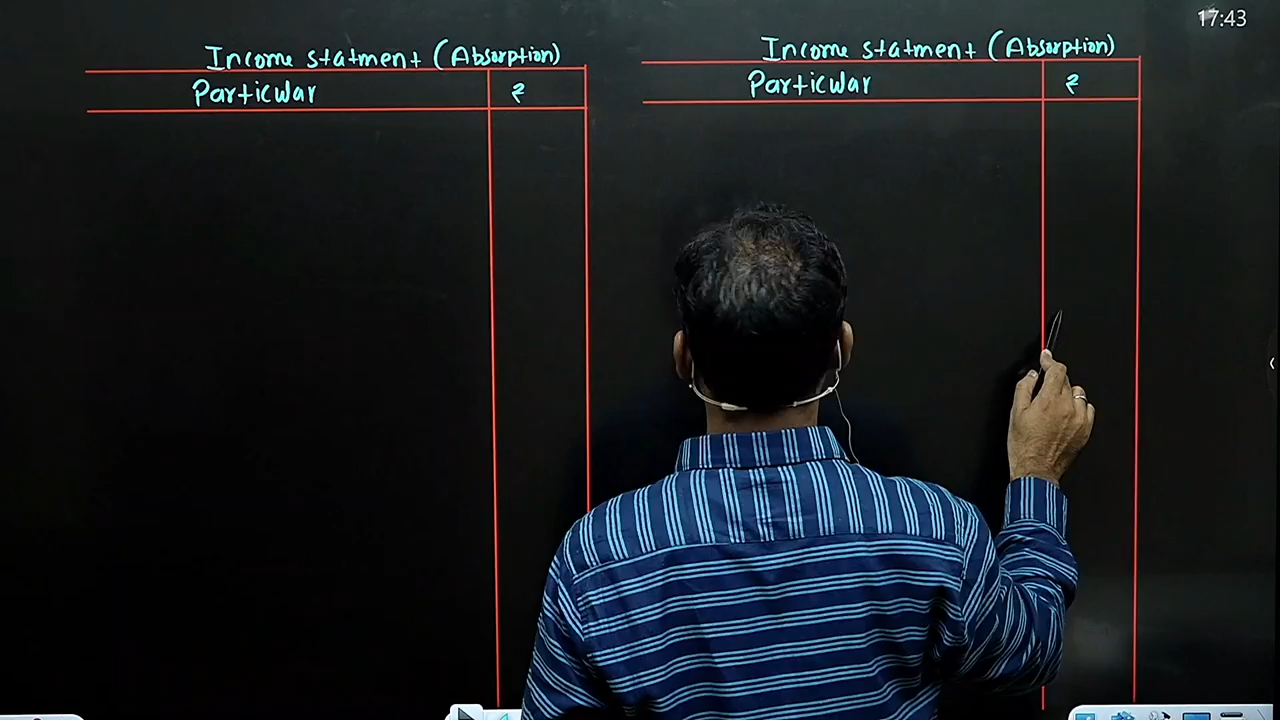 17:43
Income statment (Absorption)
Particular ₹
Income statment (Absorption)
Particular ₹